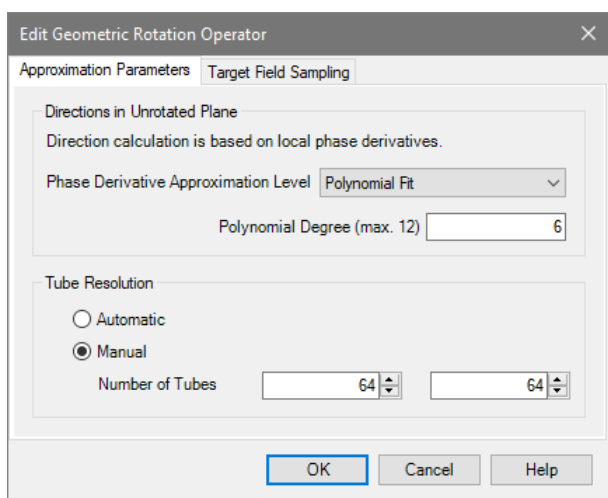 Edit Geometric Rotation Operator
Approximation Parameters Target Field Sampling
Directions in Unrotated Plane
Direction calculation is based on local phase derivatives.
Phase Derivative Approximation Level Polynomial Fit
Polynomial Degree (max. 12) 6
Tube Resolution
Automatic
Manual
Number of Tubes 64 64
OK Cancel Help